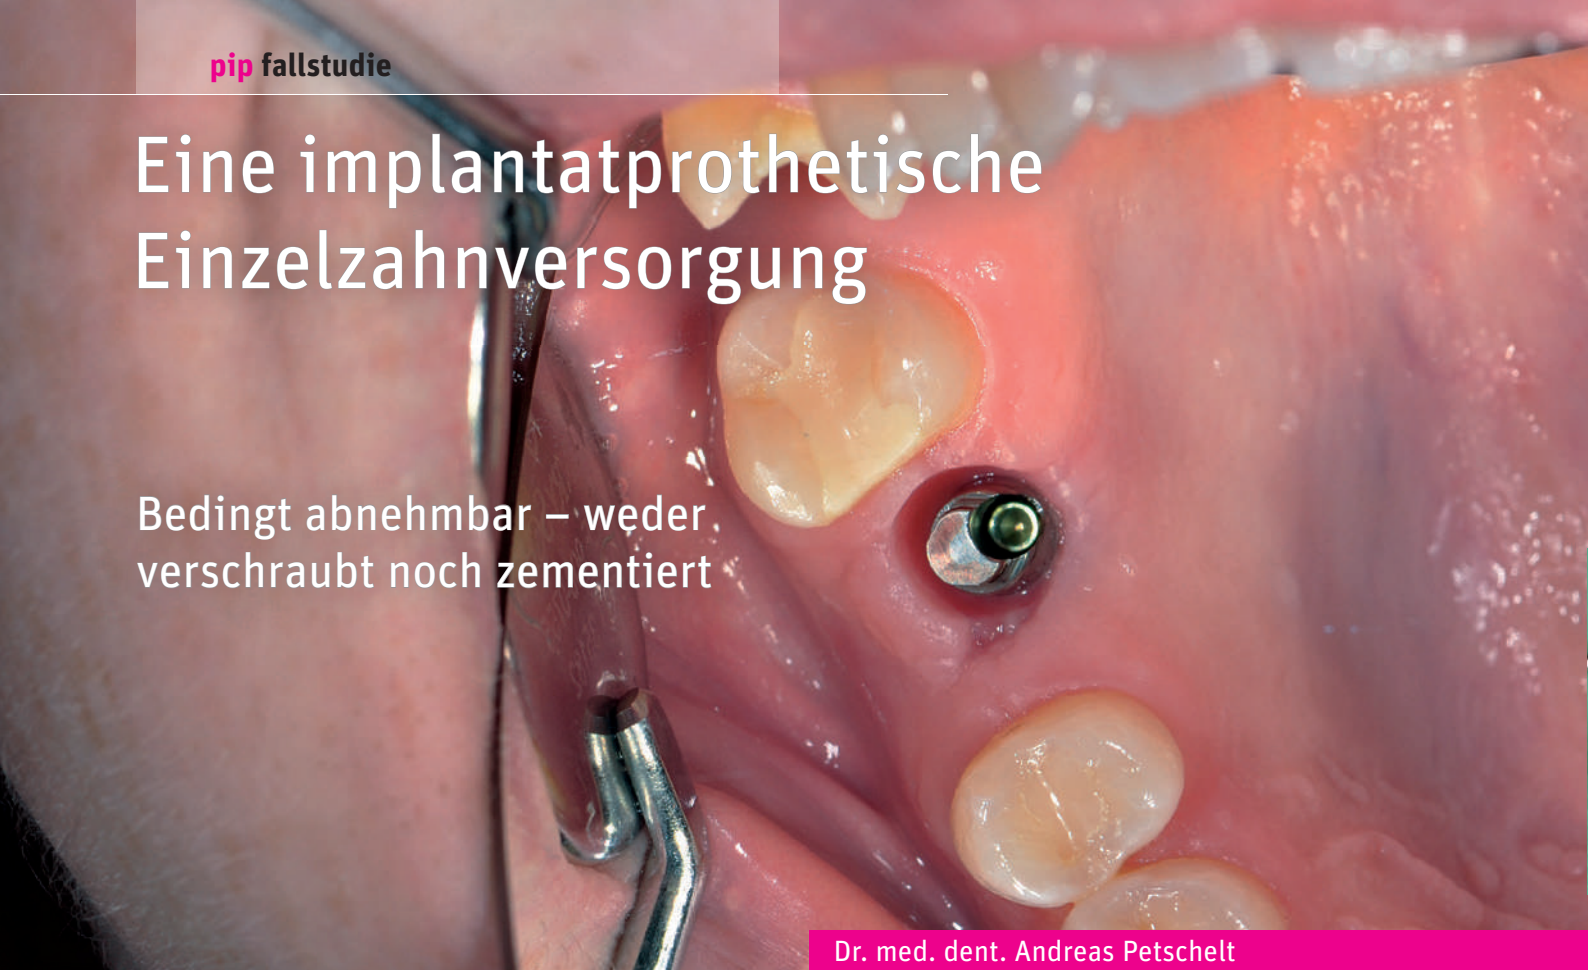 pip fallstudie
Eine implantatprothetische
Einzelzahnversorgung
Bedingt abnehmbar – weder
verschraubt noch zementiert
Dr. med. dent. Andreas Petschelt